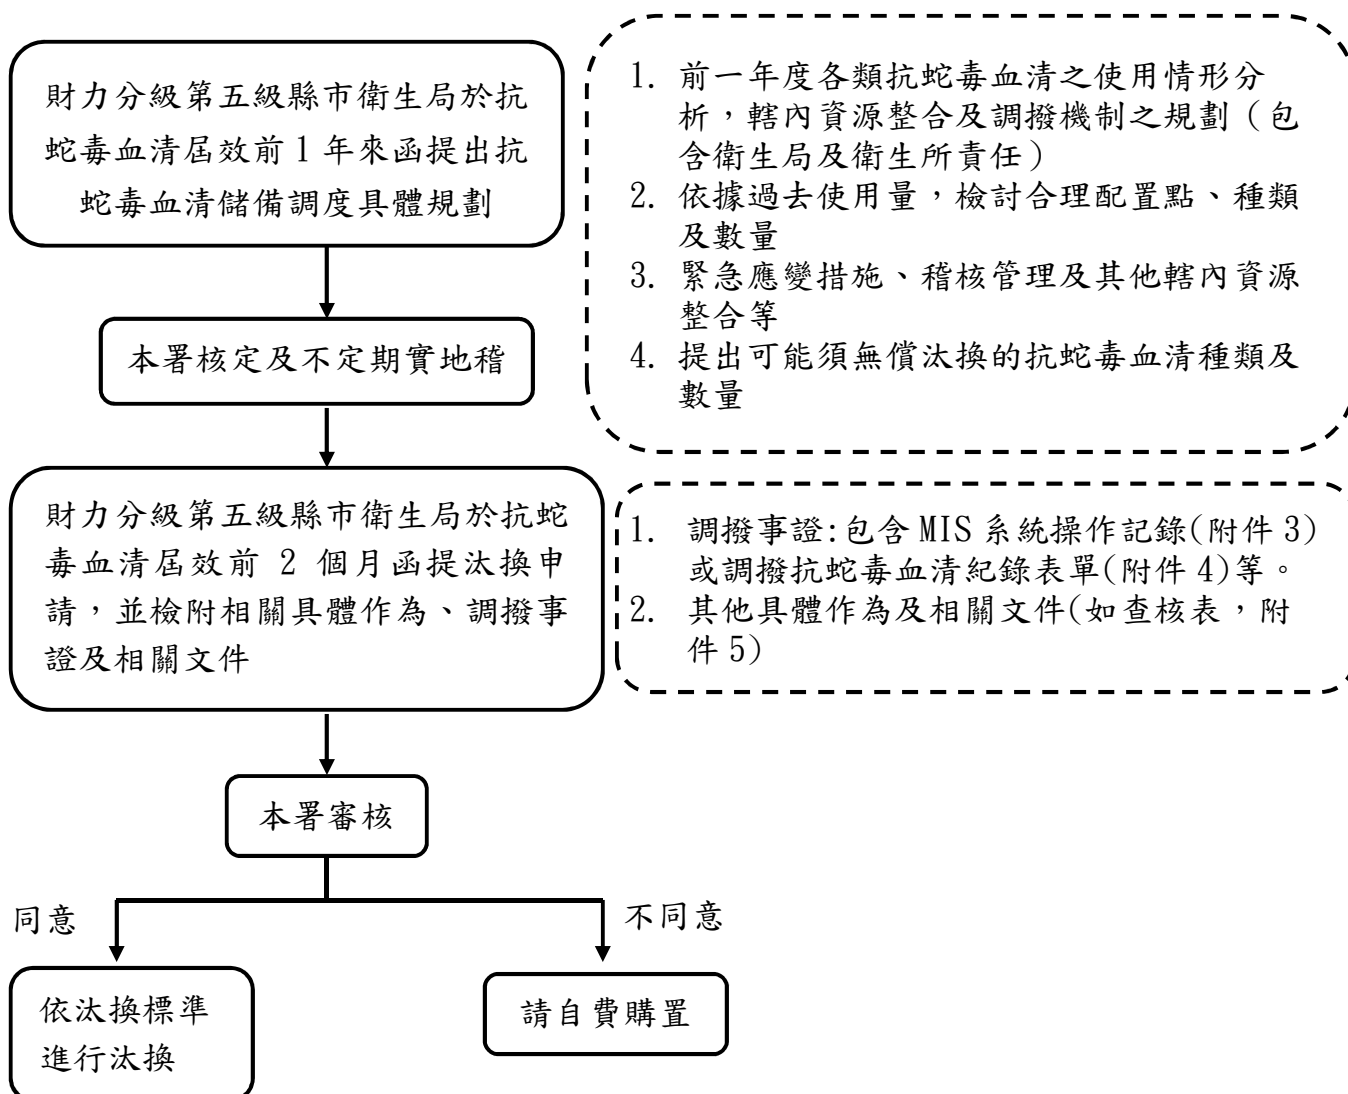 財力分級第五級縣市衛生局於抗
蛇毒血清屆效前 1 年來函提出抗
蛇毒血清儲備調度具體規劃
1. 前一年度各類抗蛇毒血清之使用情形分
析，轄內資源整合及調撥機制之規劃（包
含衛生局及衛生所責任）
2. 依據過去使用量，檢討合理配置點、種類
及數量
3. 緊急應變措施、稽核管理及其他轄內資源
整合等
4. 提出可能須無償汰換的抗蛇毒血清種類及
數量
本署核定及不定期實地稽
財力分級第五級縣市衛生局於抗蛇
毒血清屆效前 2 個月函提汰換申
請，並檢附相關具體作為、調撥事
證及相關文件
1. 調撥事證:包含 MIS 系統操作記錄(附件 3)
或調撥抗蛇毒血清紀錄表單(附件 4)等。
2. 其他具體作為及相關文件(如查核表，附
件 5)
本署審核
同意
不同意
依汰換標準
進行汰換
請自費購置